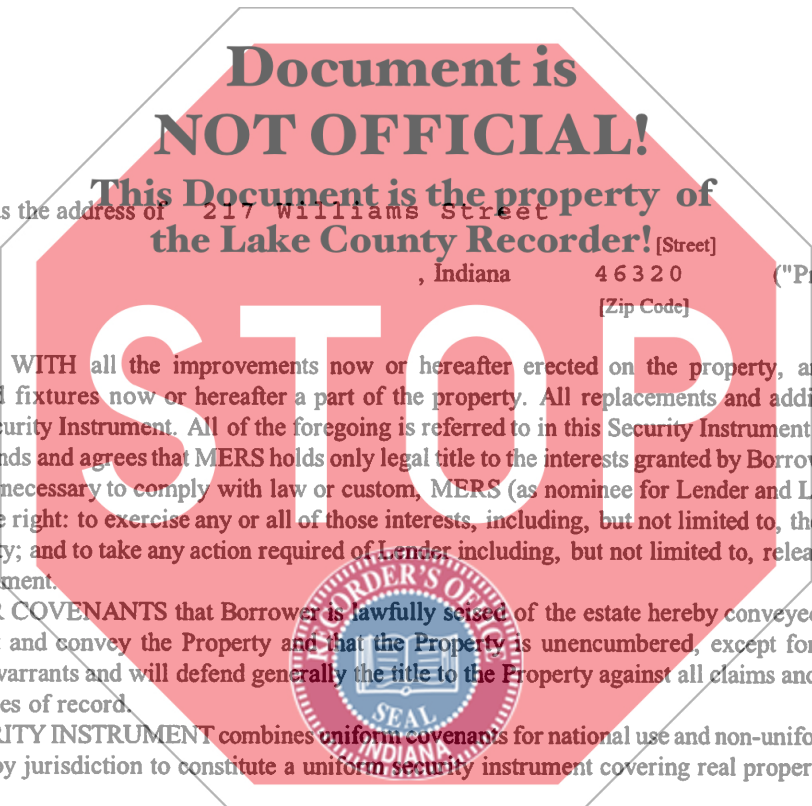 Document is
NOT OFFICIAL!
This Document is the property of
s the address of 217 Williams Street
the Lake County Recorder! [Street]
, Indiana 46320 ("Pr
[Zip Code]
STOP
WITH all the improvements now or hereafter erected on the property, a
fixtures now or hereafter a part of the property. All replacements and addi
curity Instrument. All of the foregoing is referred to in this Security Instrument
nds and agrees that MERS holds only legal title to the interests granted by Borrow
necessary to comply with law or custom, MERS (as nominee for Lender and L
e right: to exercise any or all of those interests, including, but not limited to, th
ty; and to take any action required of Lender including, but not limited to, relea
ment.
R COVENANTS that Borrower is lawfully seised of the estate hereby conveyed
t and convey the Property and that the Property is unencumbered, except for
warrants and will defend generally the title to the Property against all claims and
es of record.
RITY INSTRUMENT combines uniform covenants for national use and non-unifo
by jurisdiction to constitute a uniform security instrument covering real proper
RECORDER'S OFFICE
SEAL
INDIANA